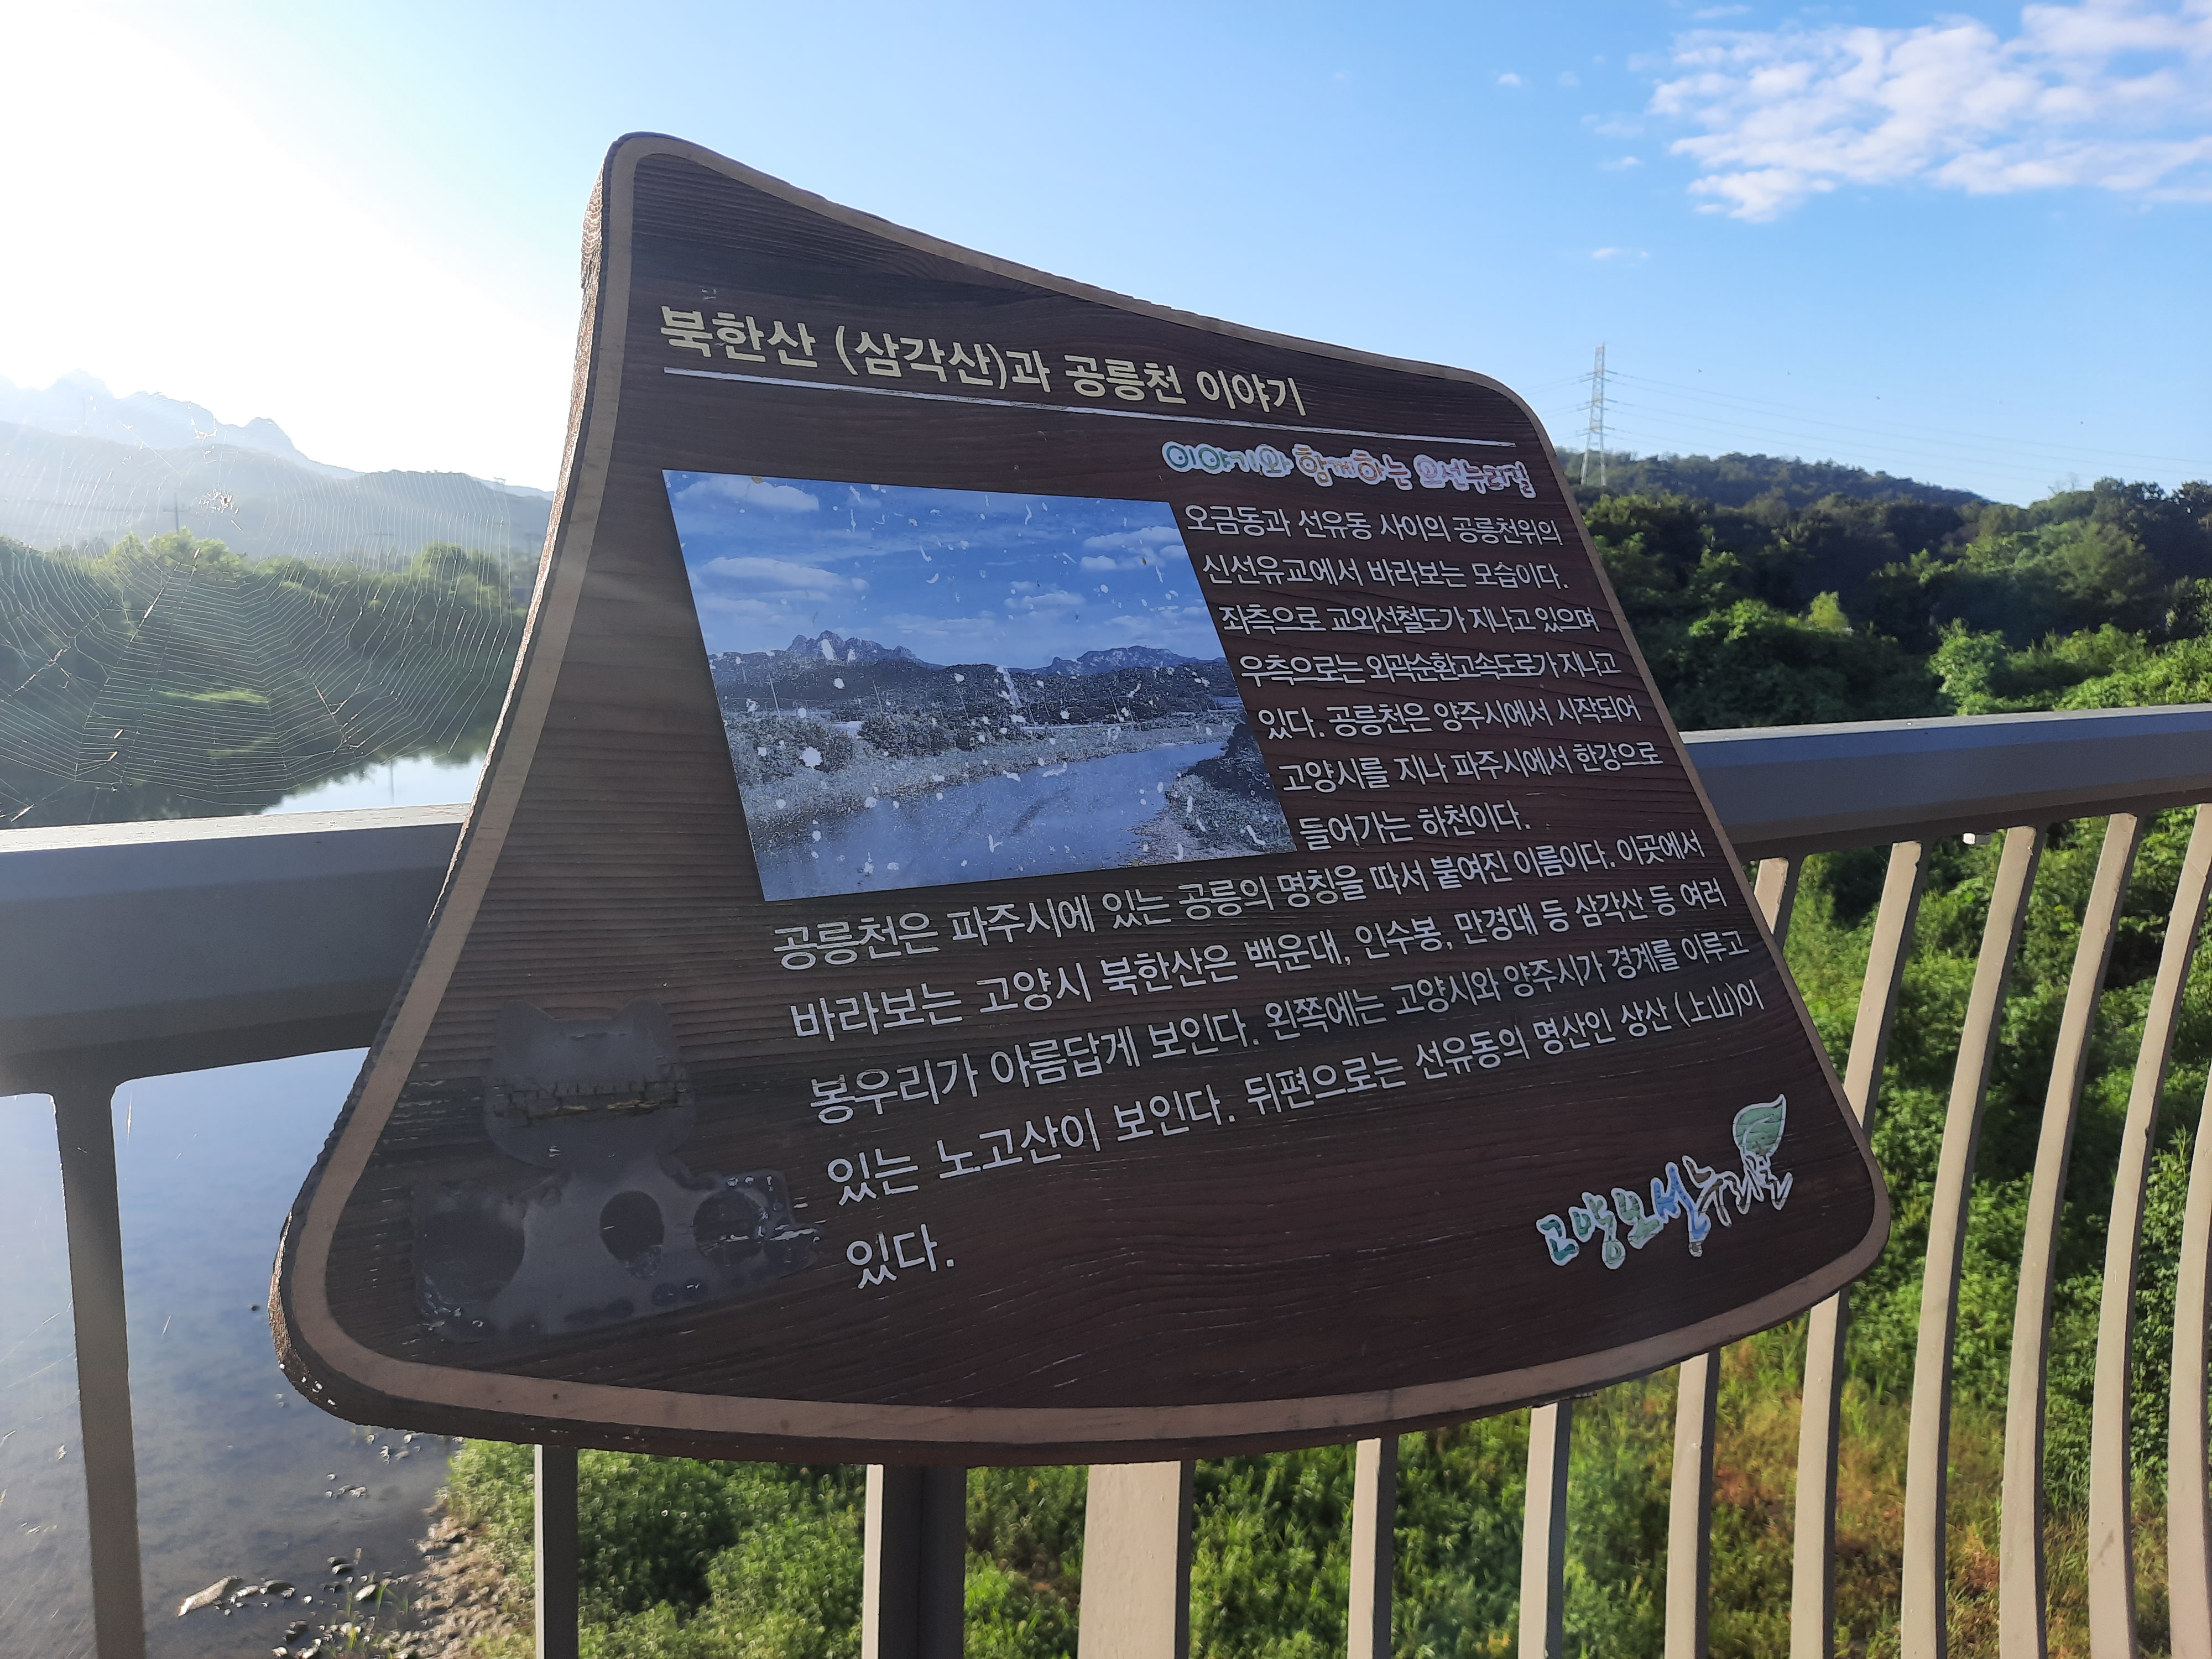 북한산 (삼각산)과 공릉천 이야기
이야기와 함께하는 오선누리길
오금동과 선유동 사이의 공릉천위의
신선유교에서 바라보는 모습이다.
좌측으로 교외선철도가 지나고 있으며
우측으로는 외곽순환고속도로가 지나고
있다. 공릉천은 양주시에서 시작되어
고양시를 지나 파주시에서 한강으로
들어가는 하천이다.
공릉천은 파주시에 있는 공릉의 명칭을 따서 붙여진 이름이다. 이곳에서
바라보는 고양시 북한산은 백운대, 인수봉, 만경대 등 삼각산 등 여러
봉우리가 아름답게 보인다. 왼쪽에는 고양시와 양주시가 경계를 이루고
있는 노고산이 보인다. 뒤편으로는 선유동의 명산인 상산 (上山)이
있다.
고양오선누리길